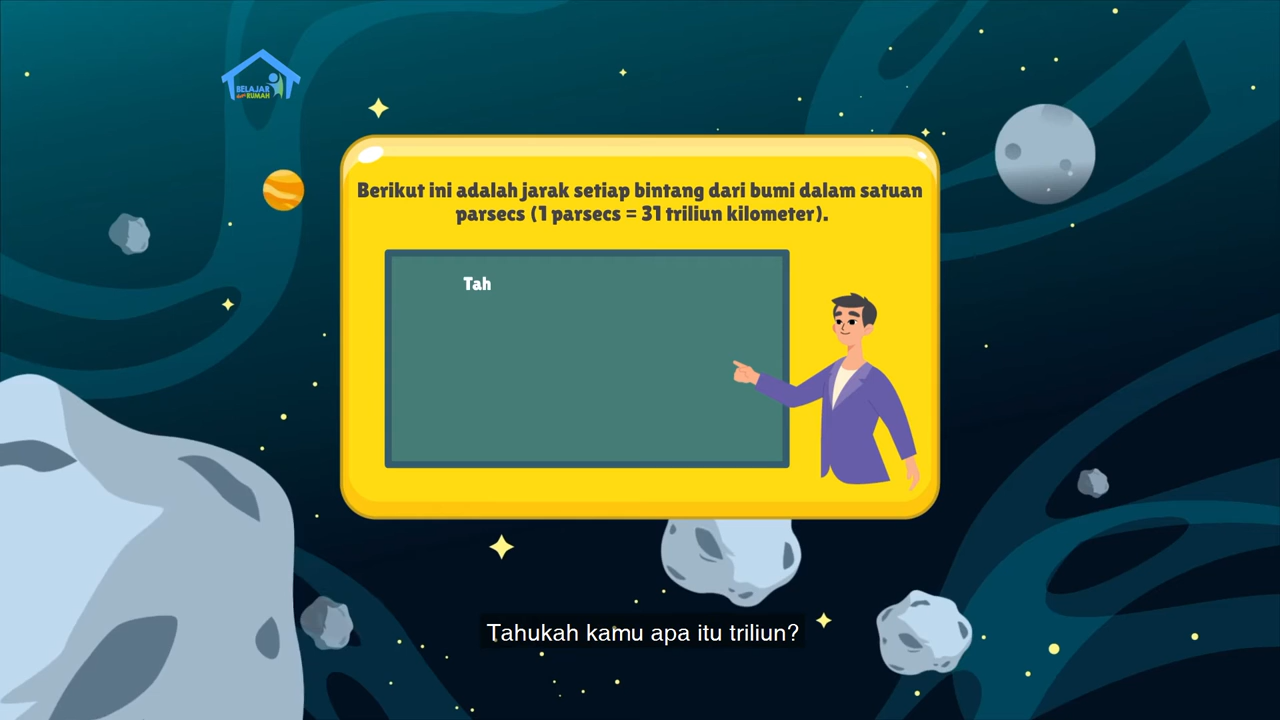 BELAJAR
dari RUMAH
Berikut ini adalah jarak setiap bintang dari bumi dalam satuan
parsecs (1 parsecs = 31 triliun kilometer).
Tah
Tahukah kamu apa itu triliun?